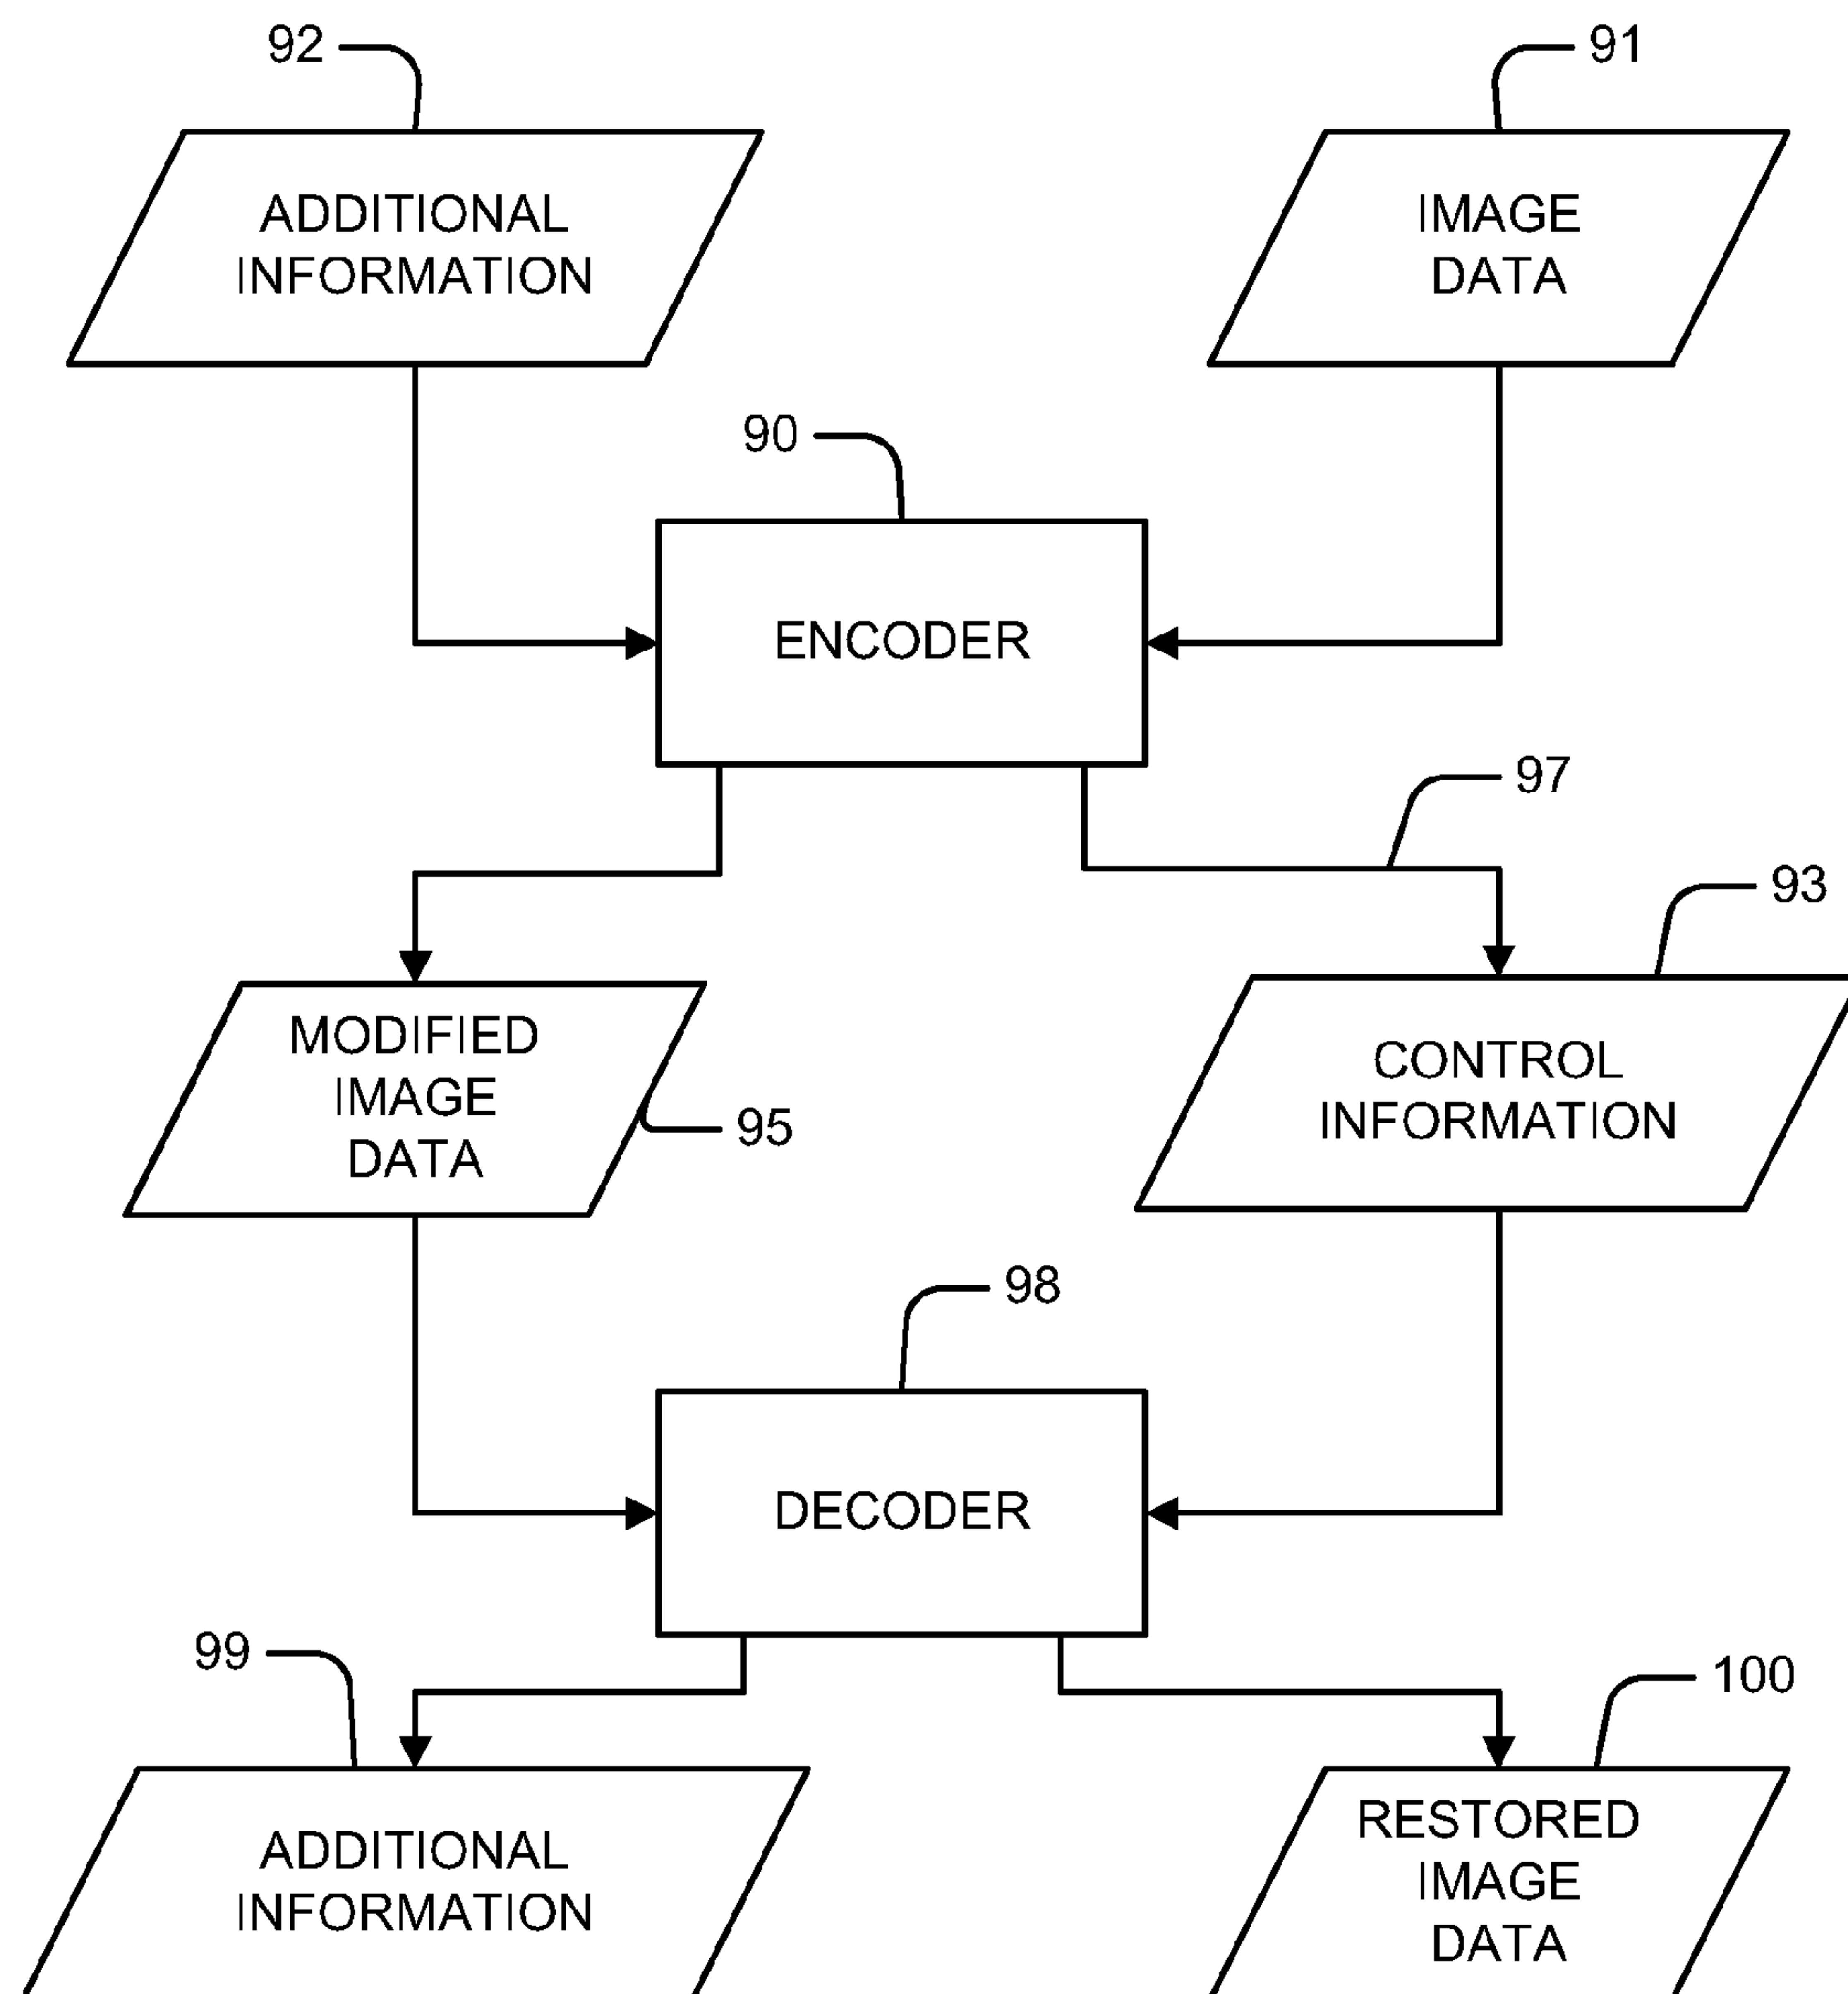 92
91
ADDITIONAL
INFORMATION
IMAGE
DATA
90
ENCODER
97
93
MODIFIED
IMAGE
DATA
95
CONTROL
INFORMATION
98
DECODER
99
100
ADDITIONAL
INFORMATION
RESTORED
IMAGE
DATA